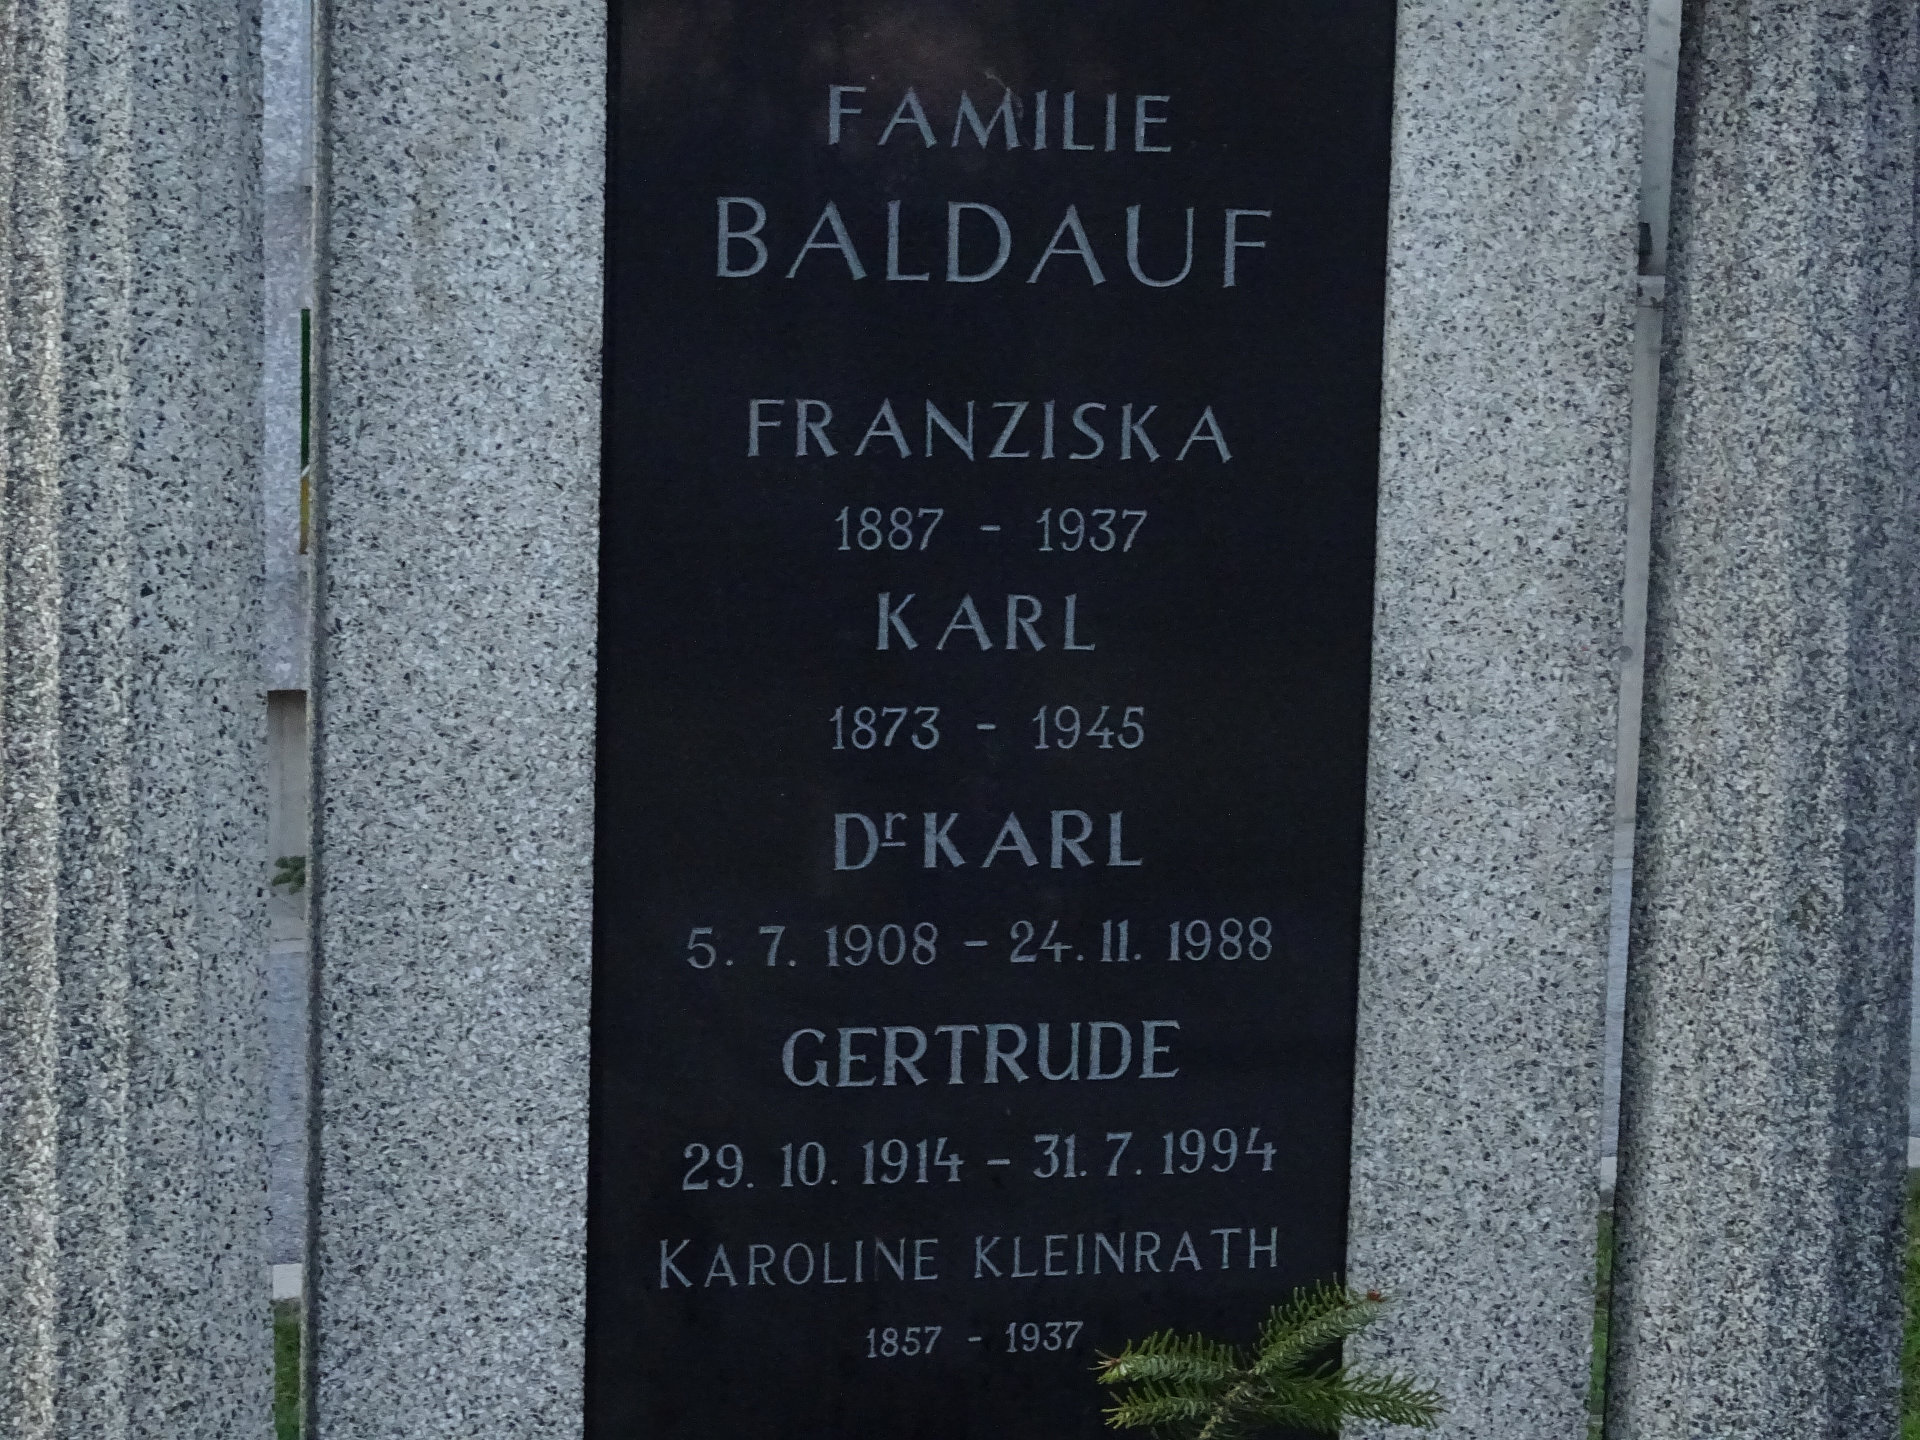 FAMILIE
BALDAUF
FRANZISKA
1887 - 1937
KARL
1873 - 1945
Dr KARL
5. 7. 1908 - 24. 11. 1988
GERTRUDE
29. 10. 1914 - 31. 7. 1994
KAROLINE KLEINRATH
1857 - 1937